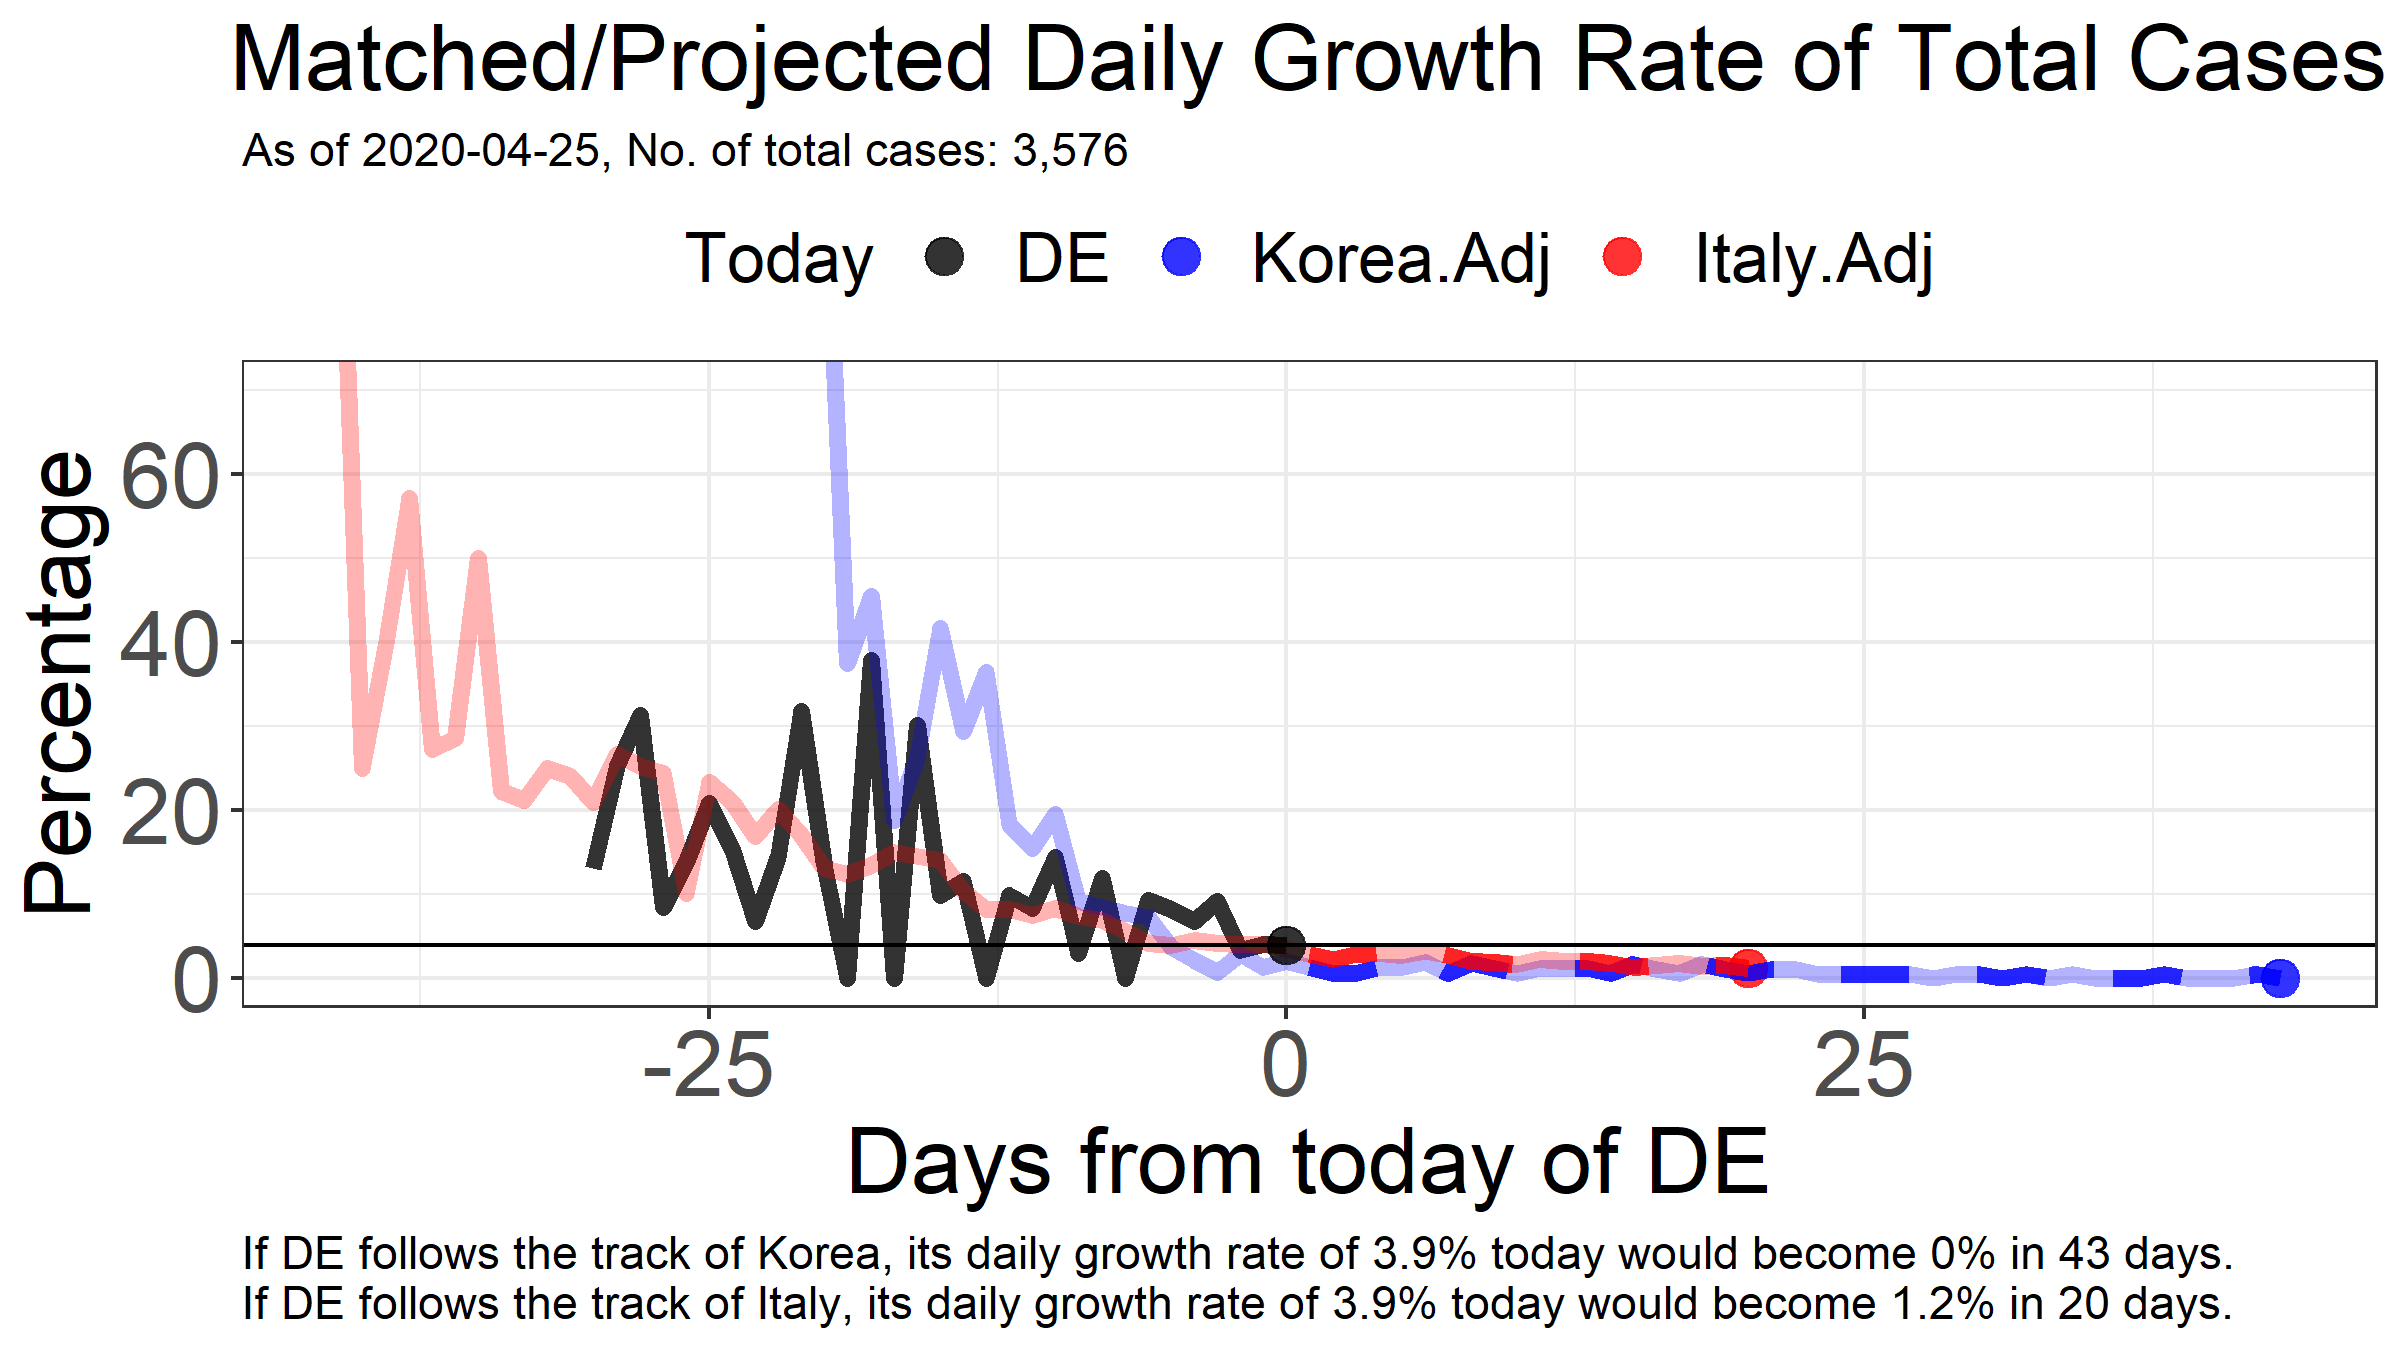 Matched/Projected Daily Growth Rate of Total Cases
As of 2020-04-25, No. of total cases: 3,576
Today DE Korea.Adj Italy.Adj
Percentage
60
40
20
0
-25 0 25
Days from today of DE
If DE follows the track of Korea, its daily growth rate of 3.9% today would become 0% in 43 days.
If DE follows the track of Italy, its daily growth rate of 3.9% today would become 1.2% in 20 days.